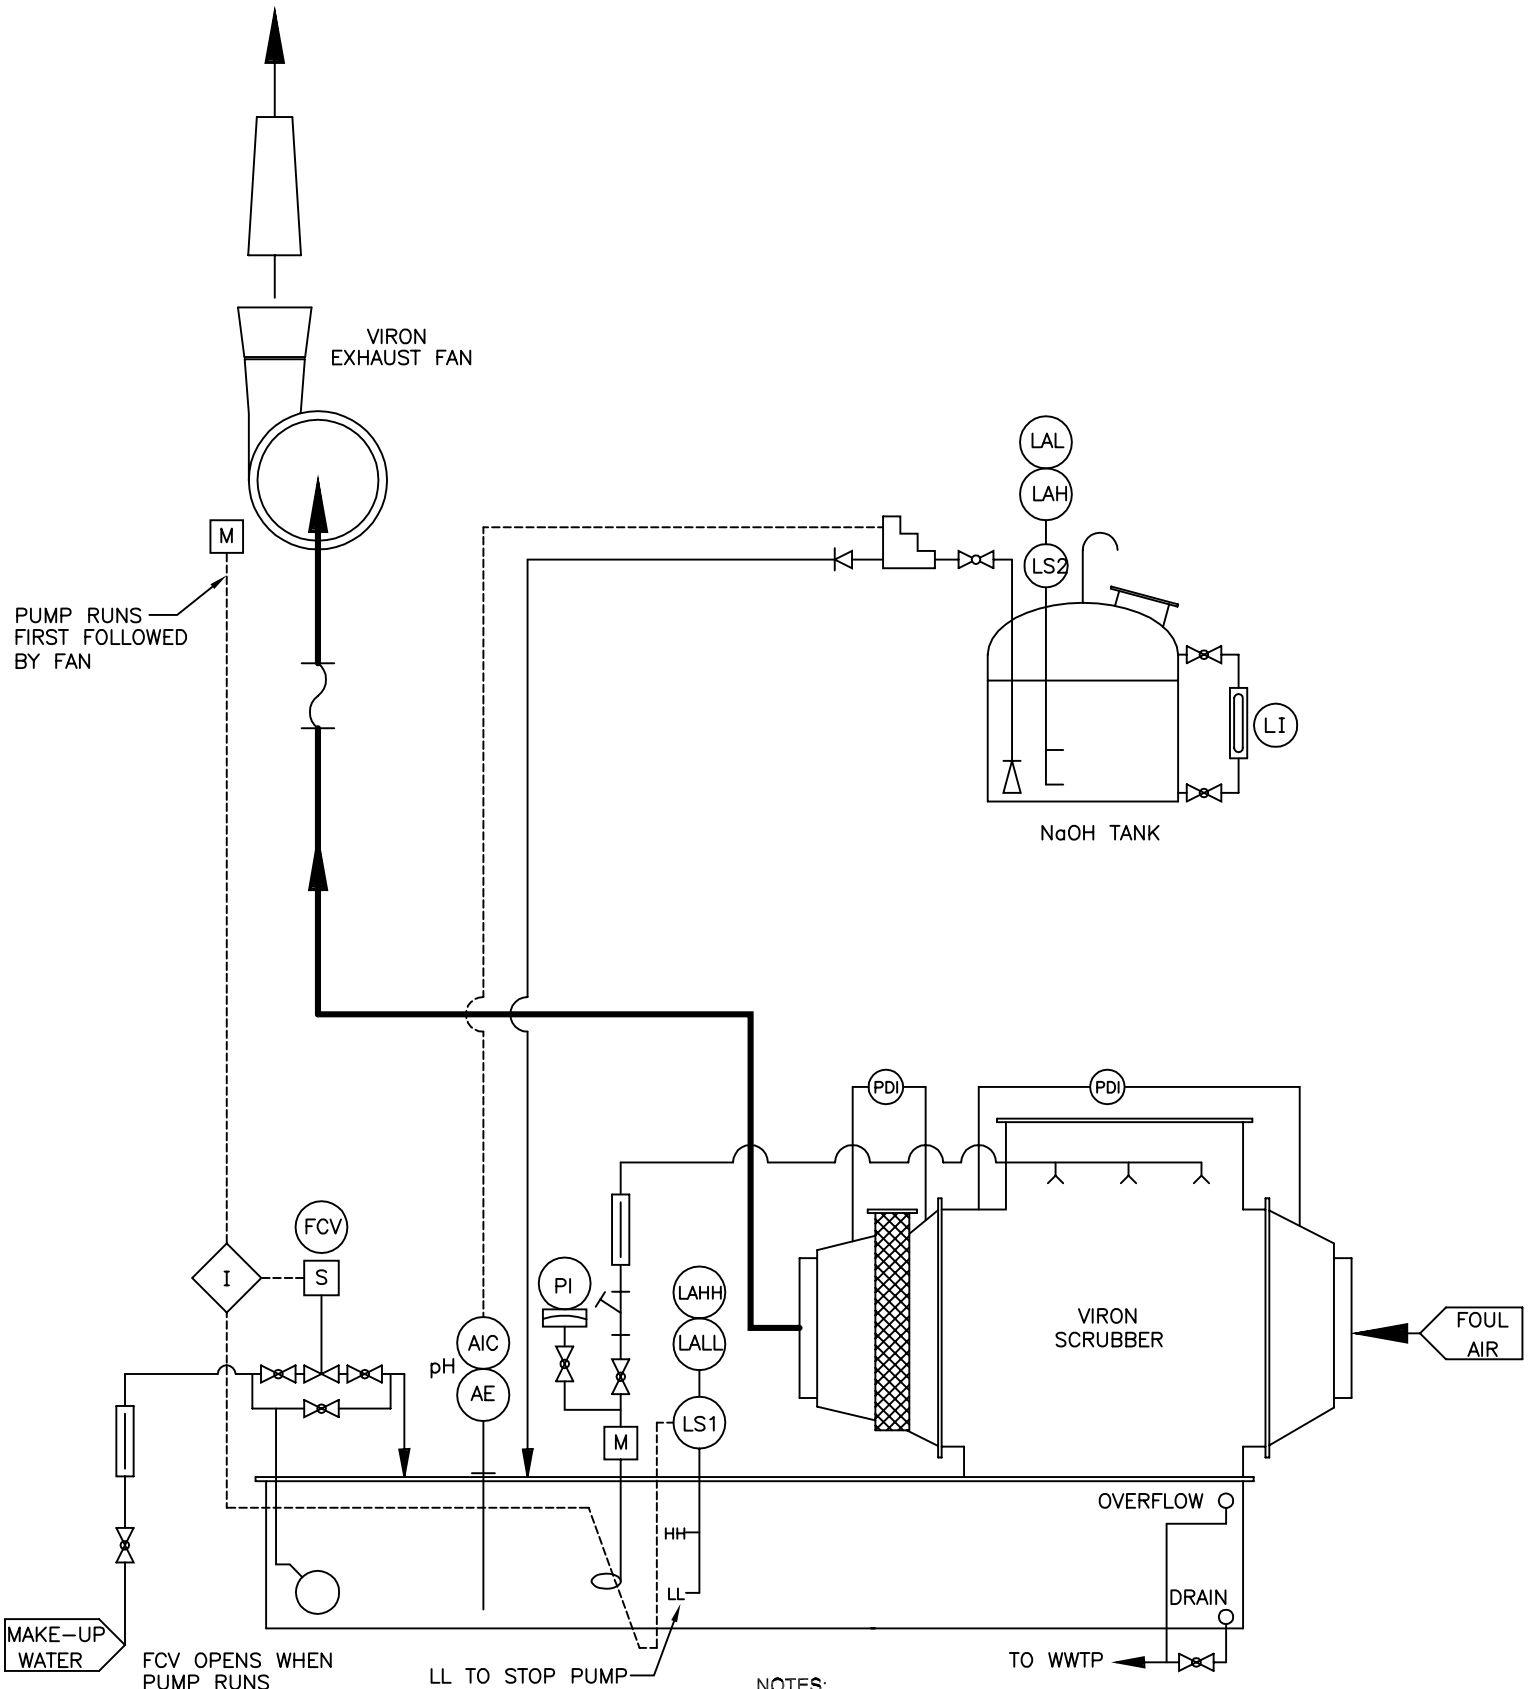 VIRON
EXHAUST FAN
M
PUMP RUNS
FIRST FOLLOWED
BY FAN
LAL
LAH
LS2
LI
NaOH TANK
PDI
PDI
FCV
I
S
PI
LAHH
LALL
AIC
pH
AE
LS1
M
VIRON
SCRUBBER
FOUL
AIR
OVERFLOW
HH
LL
DRAIN
MAKE-UP
WATER
FCV OPENS WHEN
PUMP RUNS
LL TO STOP PUMP
TO WWTP
NOTES: